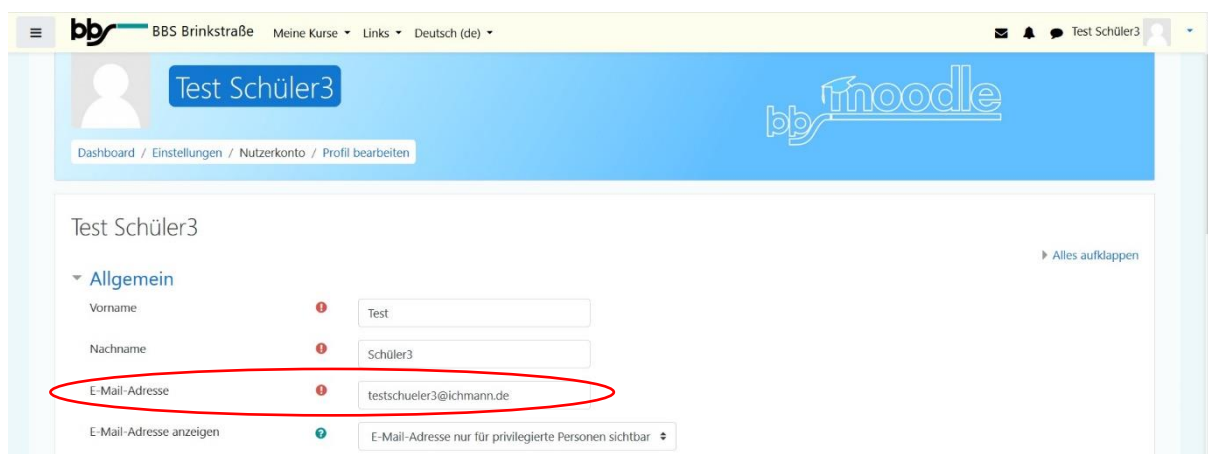 bbs BBS Brinkstraße Meine Kurse Links Deutsch (de) Test Schüler3
Test Schüler3
bbs moodle
Dashboard / Einstellungen / Nutzerkonto / Profil bearbeiten
Test Schüler3
Alles aufklappen
Allgemein
Vorname Test
Nachname Schüler3
E-Mail-Adresse testschueler3@ichmann.de
E-Mail-Adresse anzeigen E-Mail-Adresse nur für privilegierte Personen sichtbar